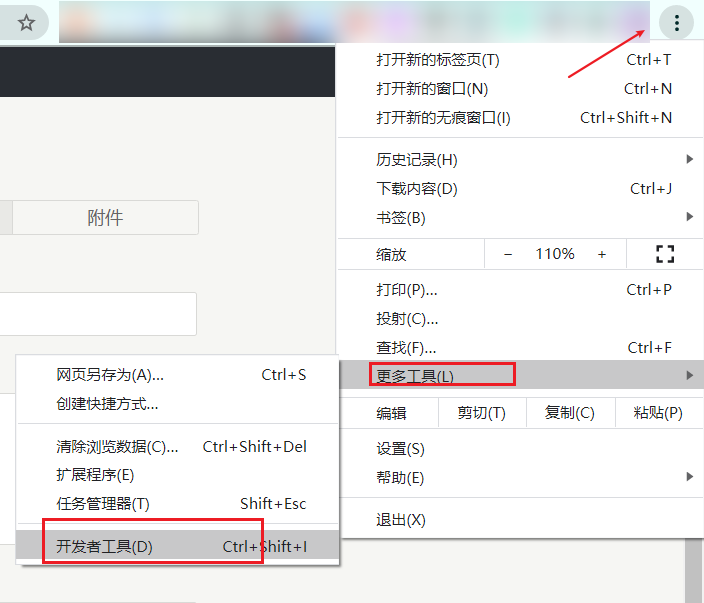 打开新的标签页(T) Ctrl+T
打开新的窗口(N) Ctrl+N
打开新的无痕窗口(I) Ctrl+Shift+N
历史记录(H)
下载内容(D) Ctrl+J
书签(B)
附件
缩放 − 110% +
打印(P)... Ctrl+P
投射(C)...
查找(F)... Ctrl+F
更多工具(L)
编辑 剪切(T) 复制(C) 粘贴(P)
设置(S)
帮助(E)
退出(X)
网页另存为(A)... Ctrl+S
创建快捷方式...
清除浏览数据(C)... Ctrl+Shift+Del
扩展程序(E)
任务管理器(T) Shift+Esc
开发者工具(D) Ctrl+Shift+I